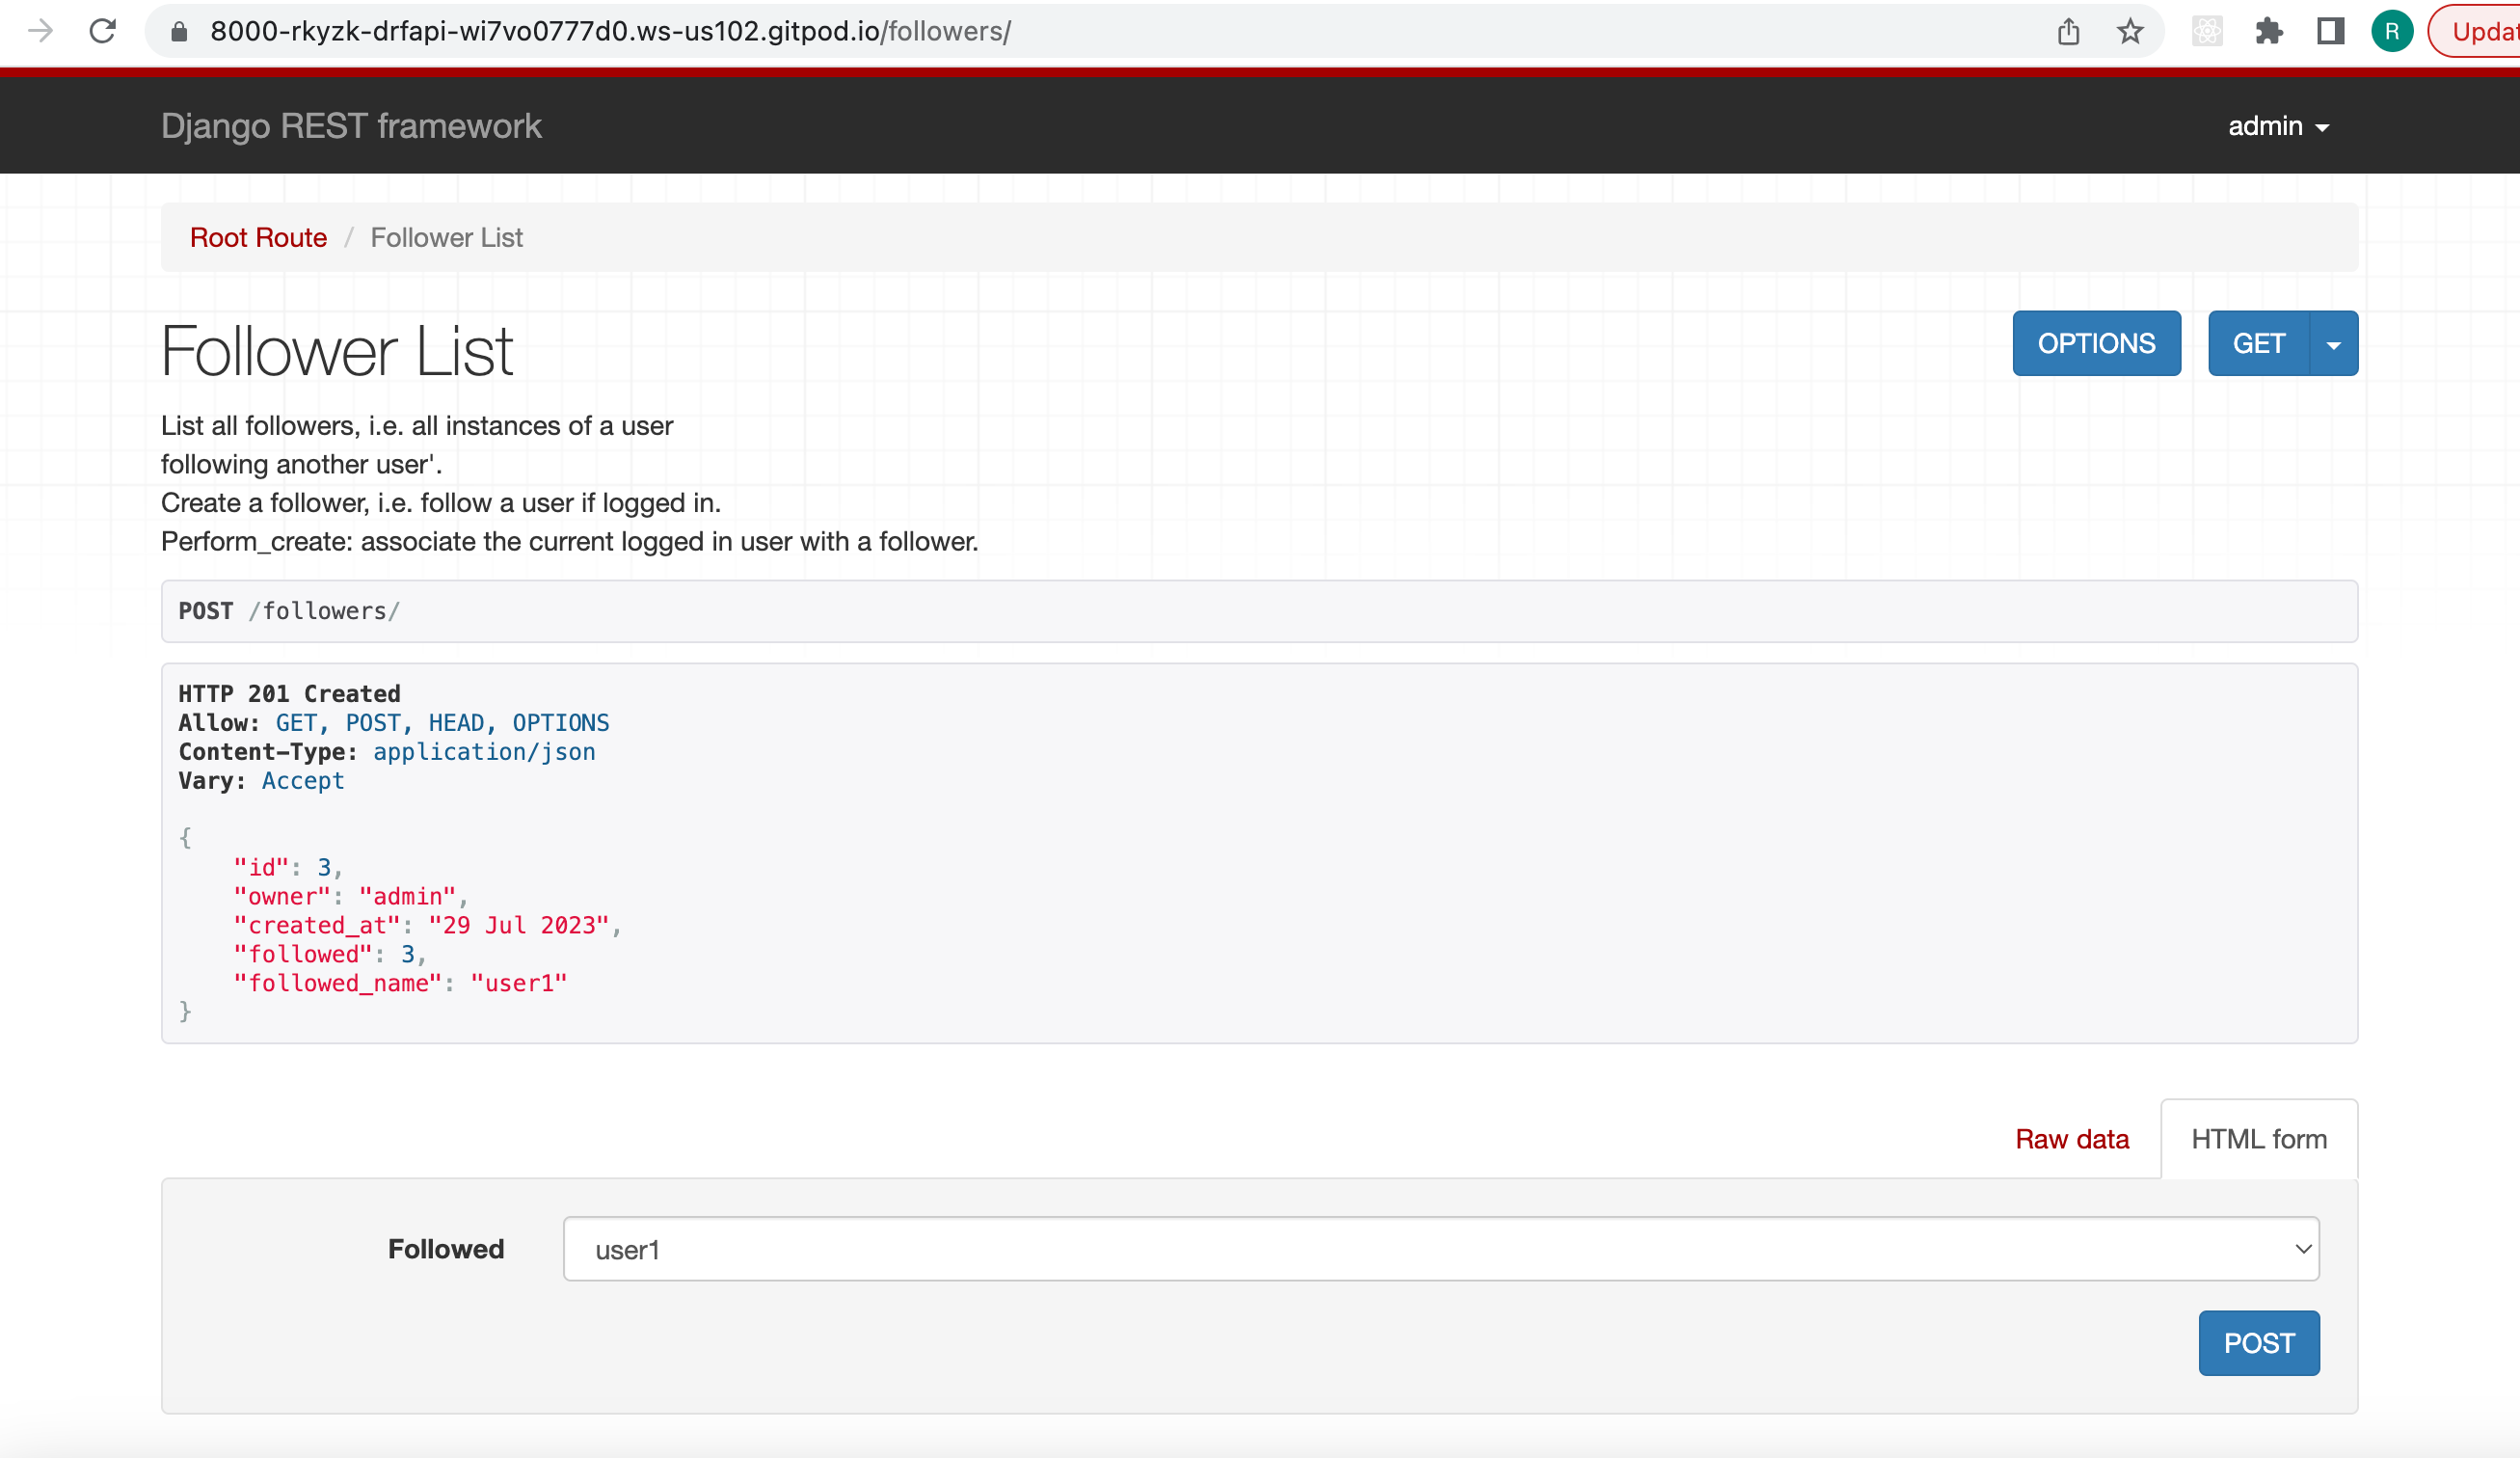 8000-rkyzk-drfapi-wi7vo0777d0.ws-us102.gitpod.io/followers/
R
Updat
Django REST framework
admin
Root Route / Follower List
Follower List
OPTIONS
GET
List all followers, i.e. all instances of a user
following another user'.
Create a follower, i.e. follow a user if logged in.
Perform_create: associate the current logged in user with a follower.
POST /followers/
HTTP 201 Created
Allow: GET, POST, HEAD, OPTIONS
Content-Type: application/json
Vary: Accept
{
"id": 3,
"owner": "admin",
"created_at": "29 Jul 2023",
"followed": 3,
"followed_name": "user1"
}
Raw data
HTML form
Followed
user1
POST